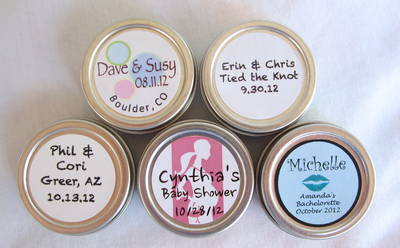 Dave & Susy
08.11.12
Boulder, CO
Erin & Chris
Tied the Knot
9.30.12
Phil &
Cori
Greer, AZ
10.13.12
Cynthia's
Baby Shower
10/28/12
Michelle
Amanda's
Bachelorette
October 2012